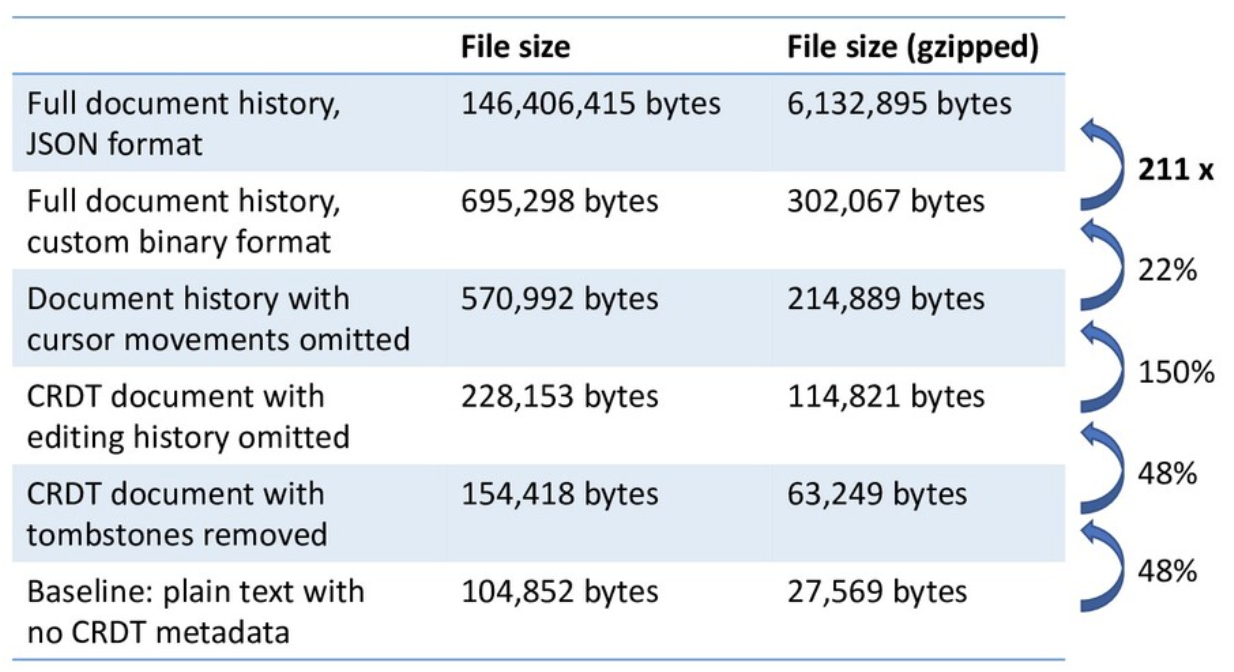 File size File size (gzipped)
Full document history, 146,406,415 bytes 6,132,895 bytes
JSON format
211 x
Full document history, 695,298 bytes 302,067 bytes
custom binary format
22%
Document history with 570,992 bytes 214,889 bytes
cursor movements omitted
150%
CRDT document with 228,153 bytes 114,821 bytes
editing history omitted
48%
CRDT document with 154,418 bytes 63,249 bytes
tombstones removed
48%
Baseline: plain text with 104,852 bytes 27,569 bytes
no CRDT metadata